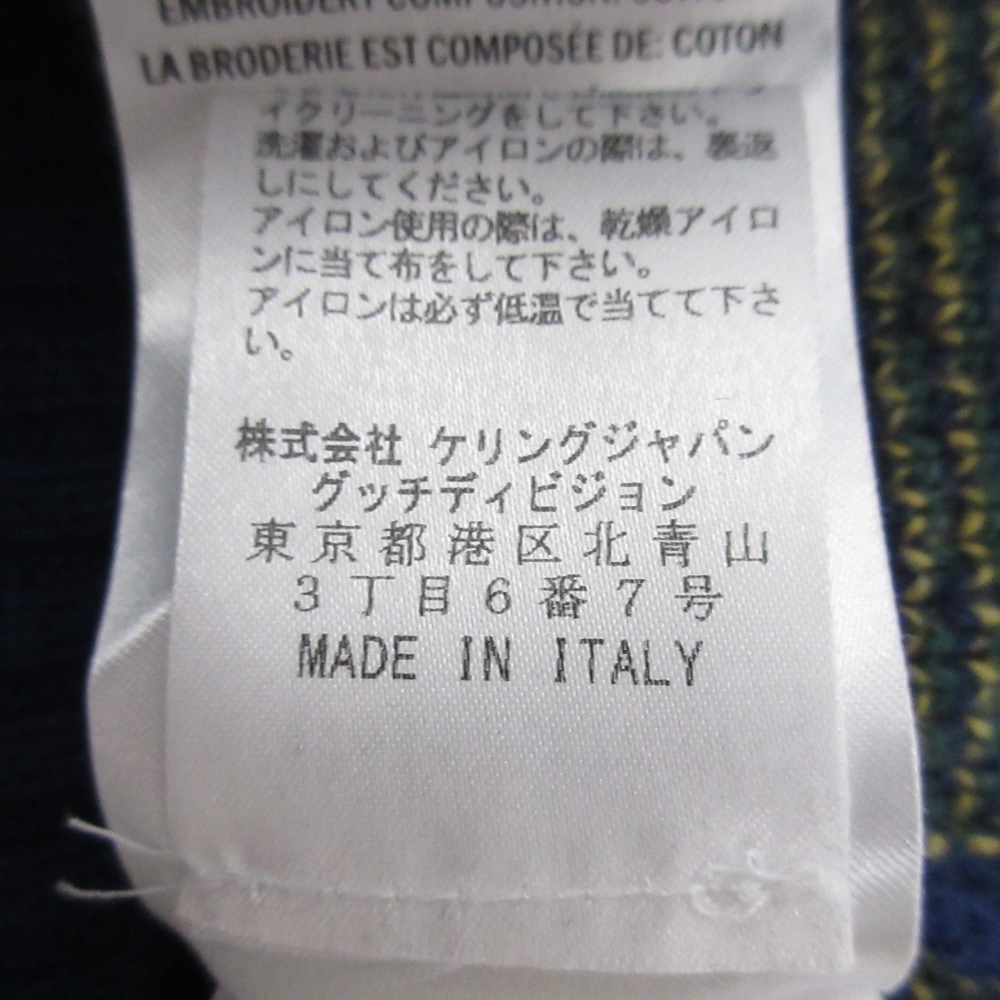 EMBROIDERY COMPOSITION:
LA BRODERIE EST COMPOSÉE DE: COTON
イクリーニングをして下さい。
洗濯およびアイロンの際は、裏返
しにしてください。
アイロン使用の際は、乾燥アイロ
ンに当て布をして下さい。
アイロンは必ず低温で当てて下さ
い。
株式会社 ケリングジャパン
グッチディビジョン
東京都港区北青山
3丁目6番7号
MADE IN ITALY